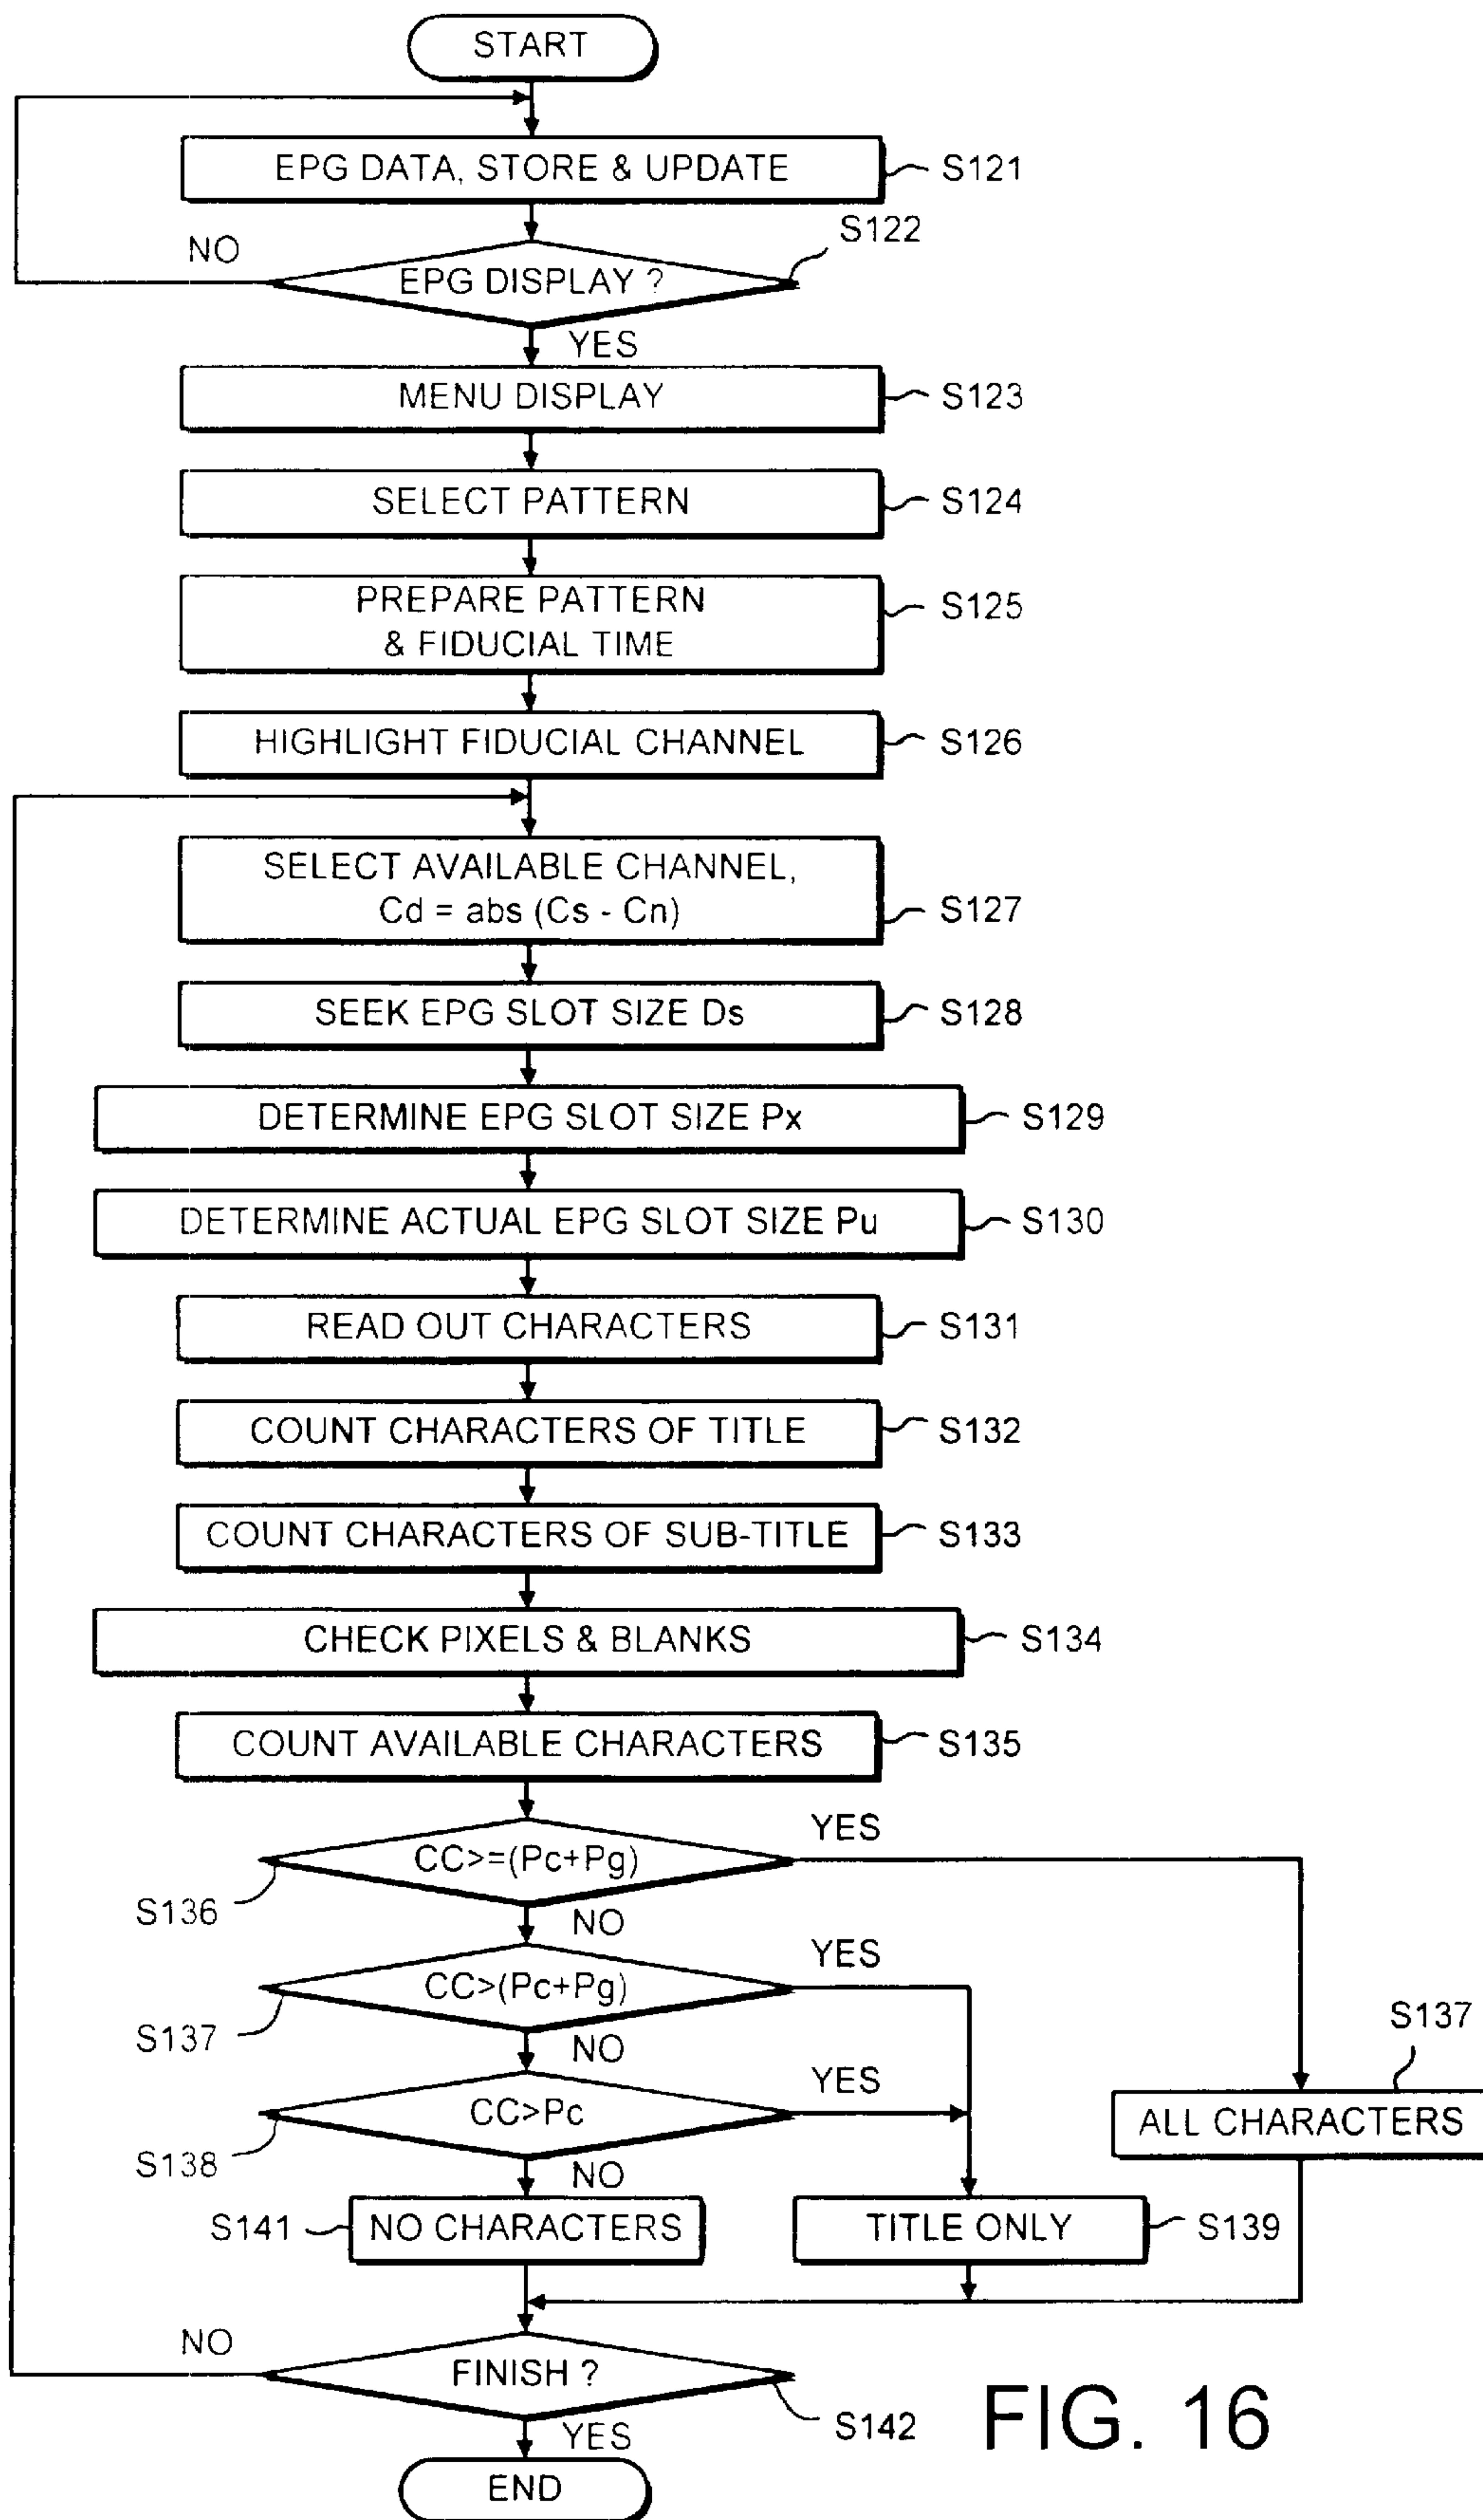 START
EPG DATA, STORE & UPDATE
S121
S122
NO
EPG DISPLAY ?
YES
MENU DISPLAY
S123
SELECT PATTERN
S124
PREPARE PATTERN
& FIDUCIAL TIME
S125
HIGHLIGHT FIDUCIAL CHANNEL
S126
SELECT AVAILABLE CHANNEL,
Cd = abs (Cs - Cn)
S127
SEEK EPG SLOT SIZE Ds
S128
DETERMINE EPG SLOT SIZE Px
S129
DETERMINE ACTUAL EPG SLOT SIZE Pu
S130
READ OUT CHARACTERS
S131
COUNT CHARACTERS OF TITLE
S132
COUNT CHARACTERS OF SUB-TITLE
S133
CHECK PIXELS & BLANKS
S134
COUNT AVAILABLE CHARACTERS
S135
YES
CC>=(Pc+Pg)
S136
NO
YES
CC>(Pc+Pg)
S137
S137
NO
YES
CC>Pc
ALL CHARACTERS
S138
NO
S141
NO CHARACTERS
TITLE ONLY
S139
NO
FINISH ?
S142
YES
END
FIG. 16